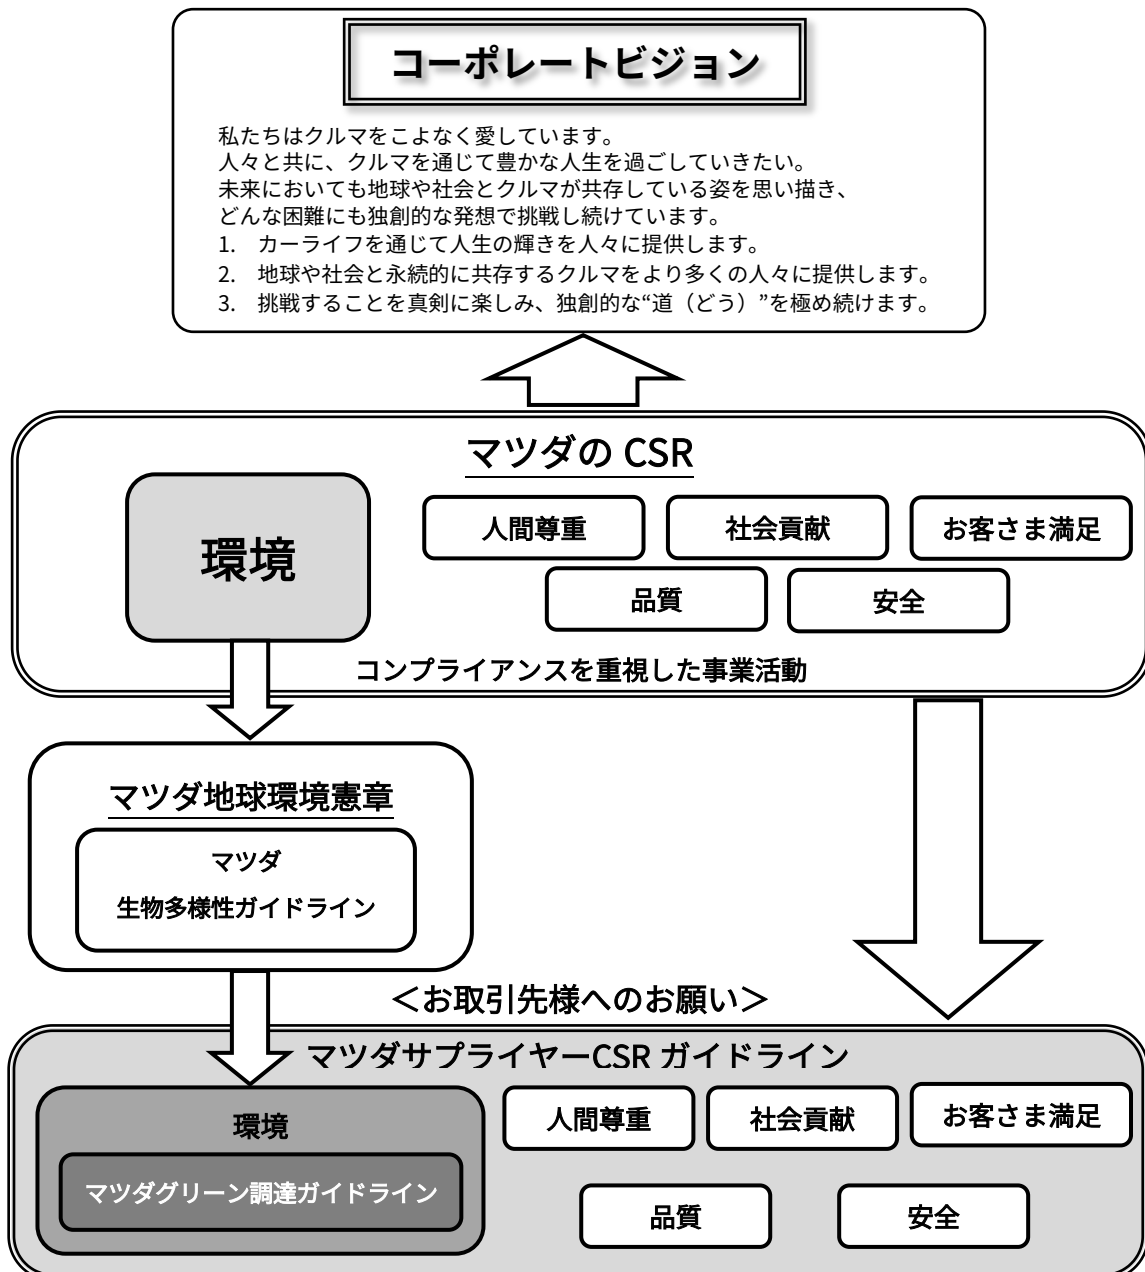 コーポレートビジョン
私たちはクルマをこよなく愛しています。
人々と共に、クルマを通じて豊かな人生を過ごしていきたい。
未来においても地球や社会とクルマが共存している姿を思い描き、
どんな困難にも独創的な発想で挑戦し続けています。
1. カーライフを通じて人生の輝きを人々に提供します。
2. 地球や社会と永続的に共存するクルマをより多くの人々に提供します。
3. 挑戦することを真剣に楽しみ、独創的な“道（どう）”を極め続けます。
マツダの CSR
環境
人間尊重
社会貢献
お客さま満足
品質
安全
コンプライアンスを重視した事業活動
マツダ地球環境憲章
マツダ
生物多様性ガイドライン
＜お取引先様へのお願い＞
マツダサプライヤーCSR ガイドライン
環境
マツダグリーン調達ガイドライン
人間尊重
社会貢献
お客さま満足
品質
安全